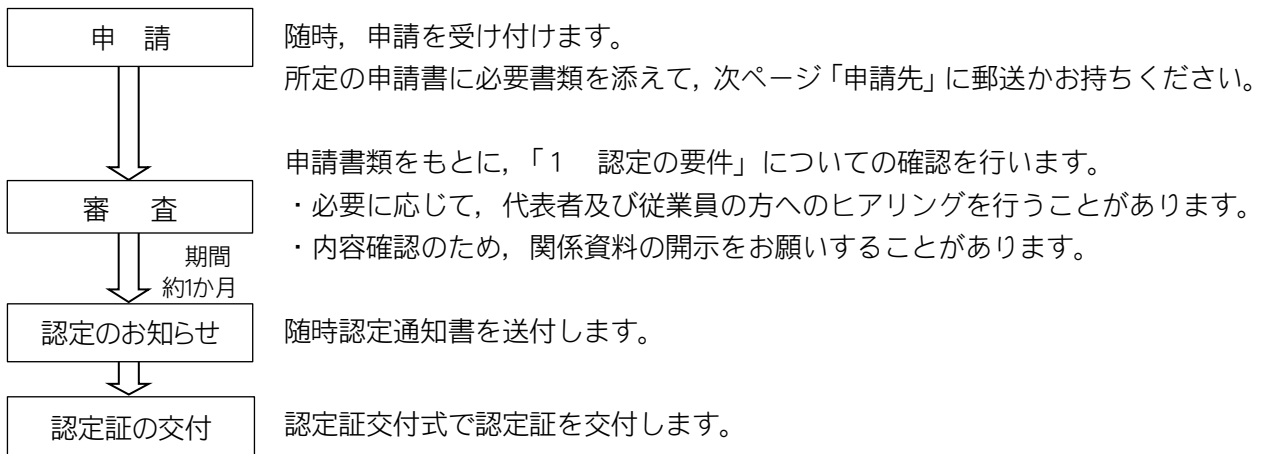 申　請
随時，申請を受け付けます。
所定の申請書に必要書類を添えて，次ページ「申請先」に郵送かお持ちください。
申請書類をもとに，「１　認定の要件」についての確認を行います。
審　査
・必要に応じて，代表者及び従業員の方へのヒアリングを行うことがあります。
・内容確認のため，関係資料の開示をお願いすることがあります。
期間
約1か月
認定のお知らせ
随時認定通知書を送付します。
認定証の交付
認定証交付式で認定証を交付します。